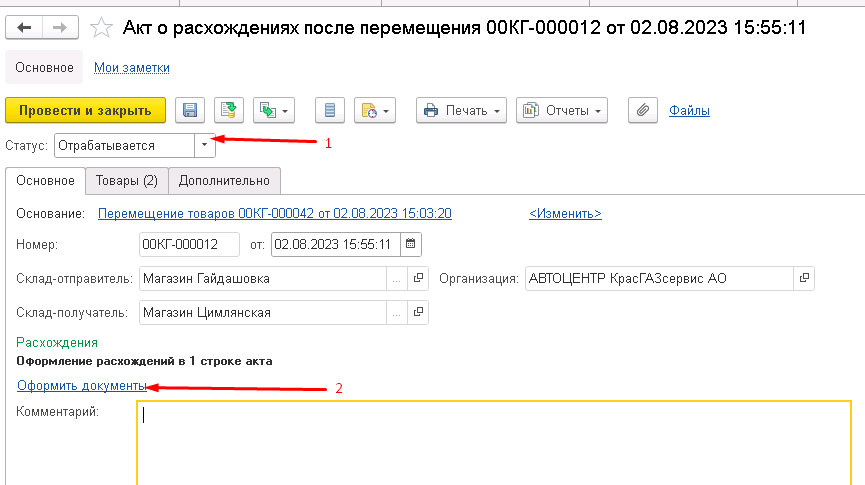 Акт о расхождениях после перемещения 00КГ-000012 от 02.08.2023 15:55:11
Основное Мои заметки
Провести и закрыть Печать Отчеты Файлы
Статус: Отрабатывается 1
Основное Товары (2) Дополнительно
Основание: Перемещение товаров 00КГ-000042 от 02.08.2023 15:03:20 <Изменить>
Номер: 00КГ-000012 от: 02.08.2023 15:55:11
Склад-отправитель: Магазин Гайдашовка ... Организация: АВТОЦЕНТР КрасГАЗсервис АО
Склад-получатель: Магазин Цимлянская ...
Расхождения
Оформление расхождений в 1 строке акта
Оформить документы 2
Комментарий: